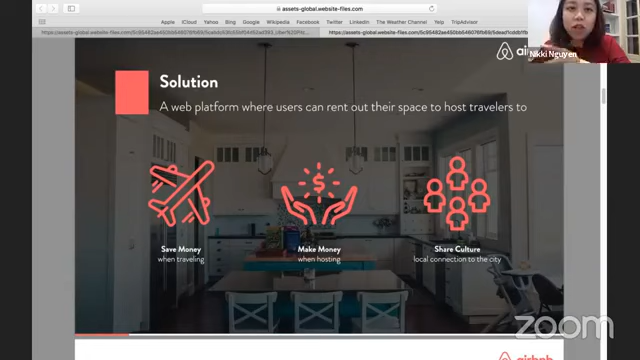 assets-global.website-files.com
Apple iCloud Yahoo Bing Google Wikipedia Facebook Twitter LinkedIn The Weather Channel Yelp TripAdvisor
Nikki Nguyen
Solution
A web platform where users can rent out their space to host travelers to
Save Money
when traveling
Make Money
when hosting
Share Culture
local connection to the city
zoom
airbnb